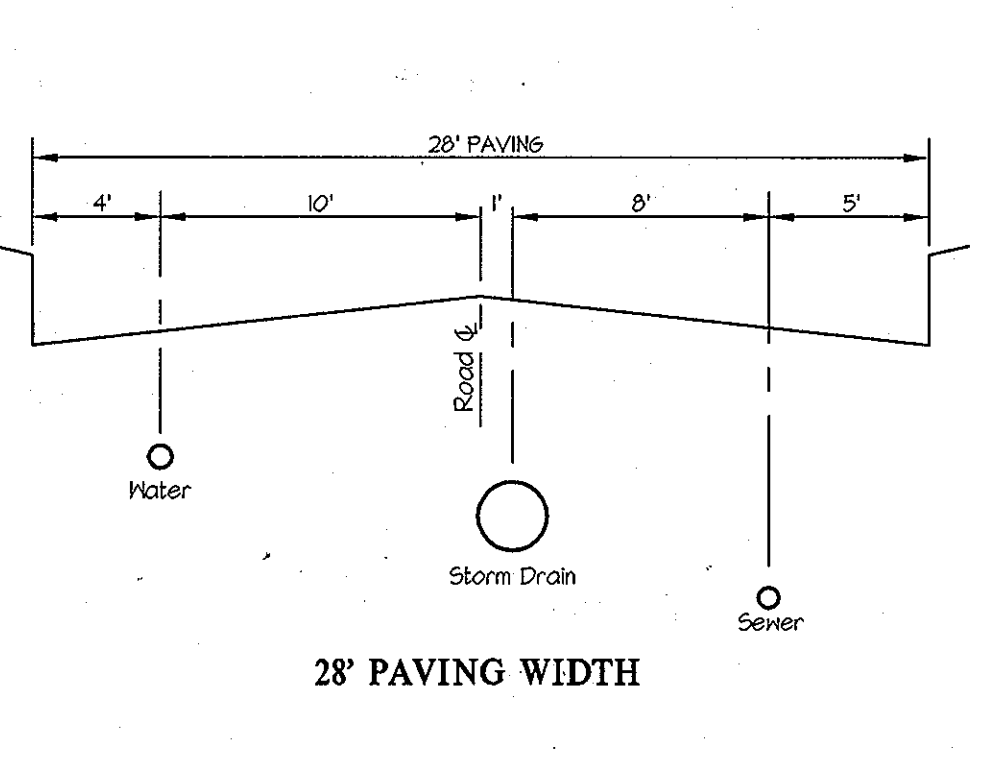 28' PAVING
4' 10' 1' 8' 5'
Road ℄
Water
Storm Drain
Sewer
28' PAVING WIDTH